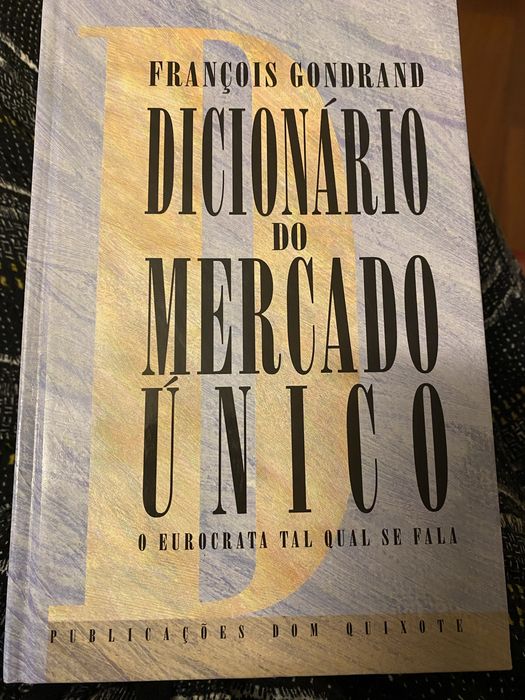 FRANÇOIS GONDRAND
DICIONÁRIO
DO
MERCADO
ÚNICO
O EUROCRATA TAL QUAL SE FALA
PUBLICAÇÕES DOM QUIXOTE